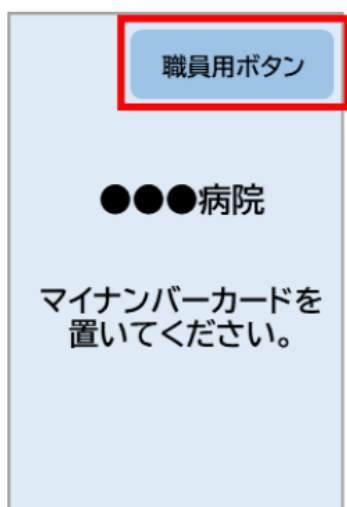 職員用ボタン
●●●病院
マイナンバーカードを
置いてください。